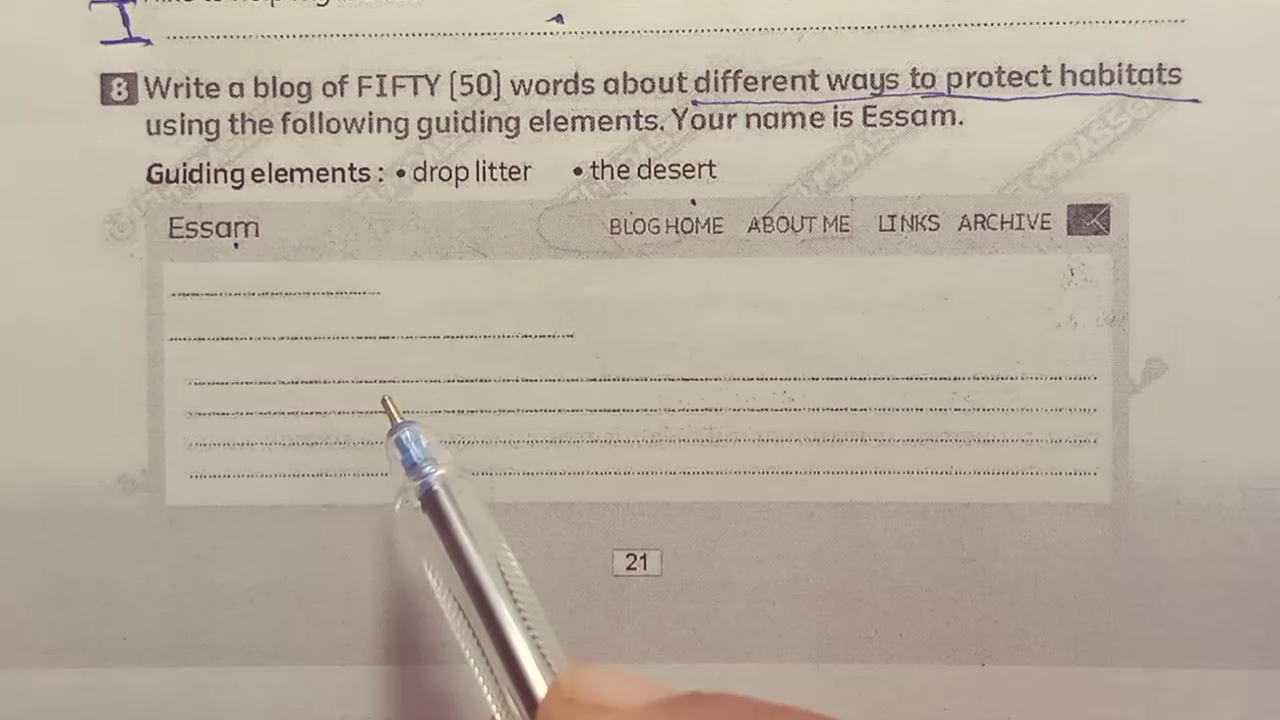 I
8 Write a blog of FIFTY (50) words about different ways to protect habitats
using the following guiding elements. Your name is Essam.
Guiding elements : • drop litter • the desert
Essam BLOG HOME ABOUT ME LINKS ARCHIVE
21